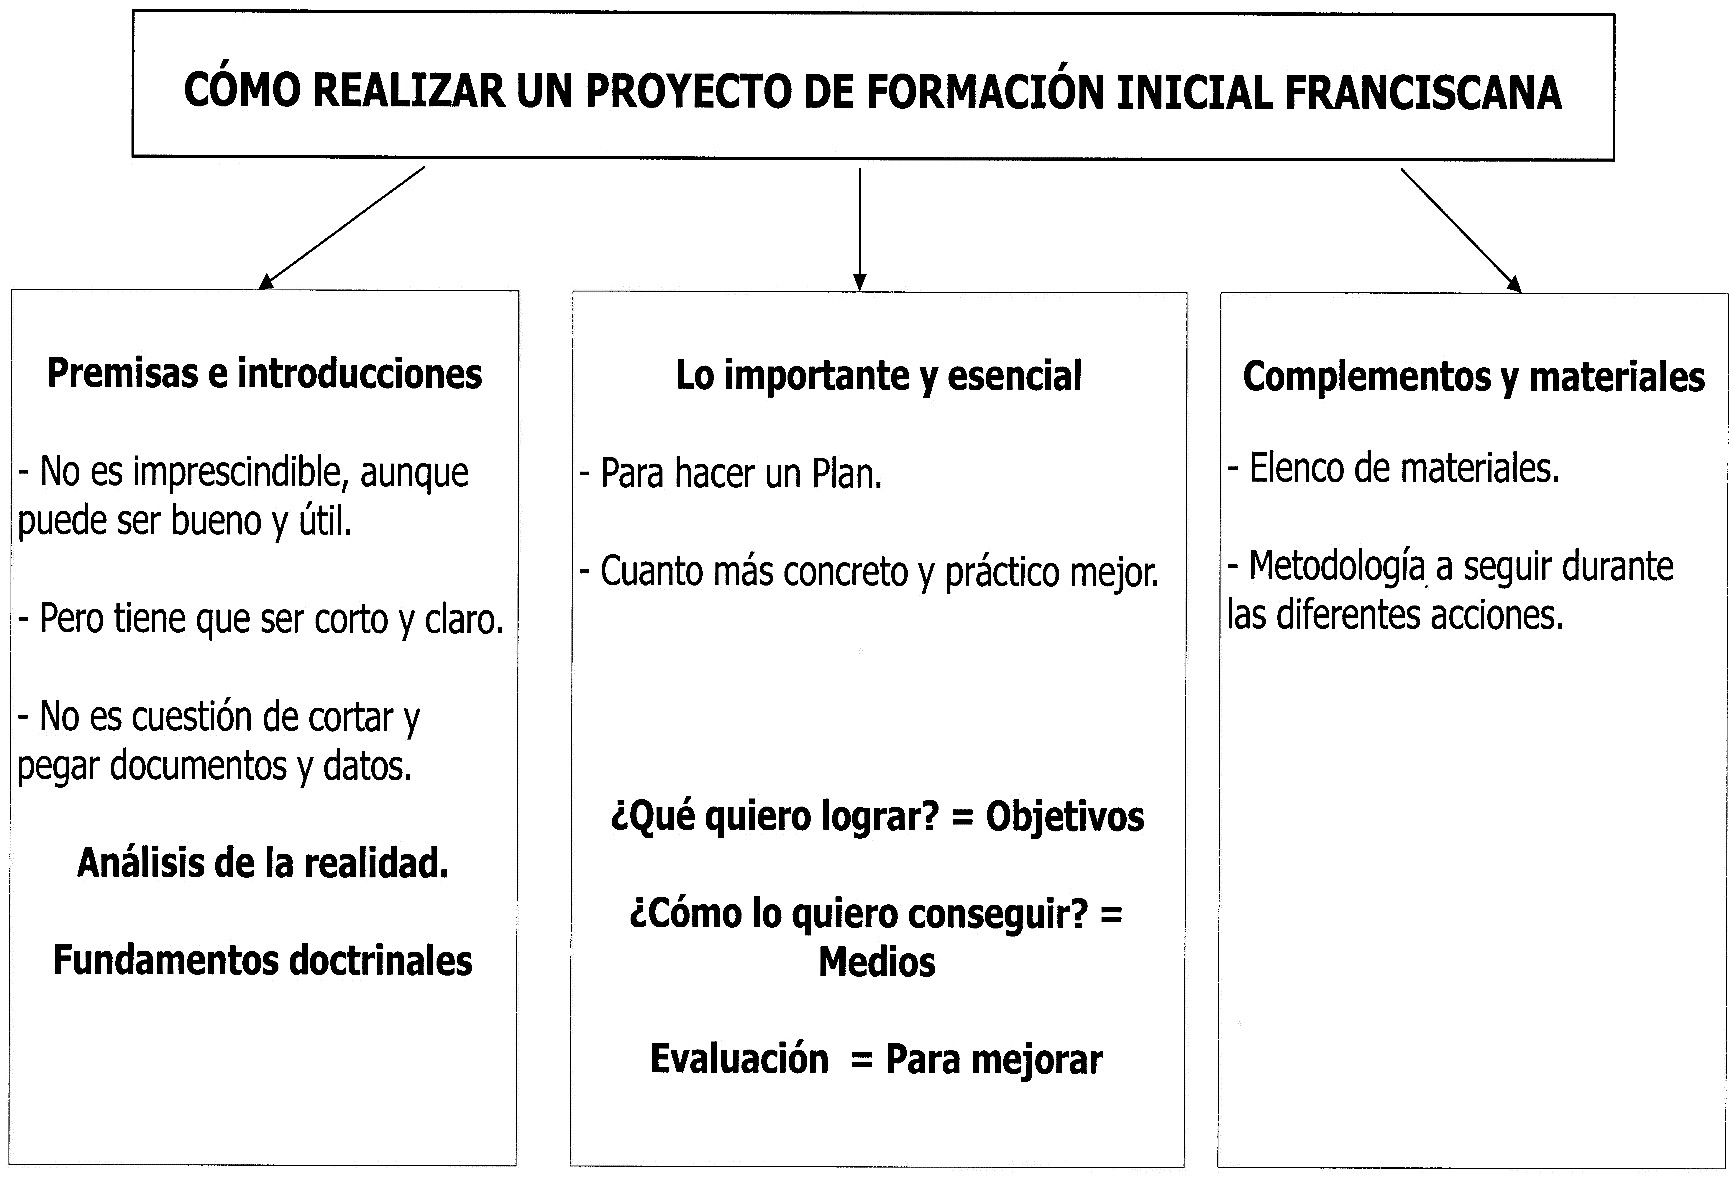 CÓMO REALIZAR UN PROYECTO DE FORMACIÓN INICIAL FRANCISCANA
Premisas e introducciones
- No es imprescindible, aunque
puede ser bueno y útil.
- Pero tiene que ser corto y claro.
- No es cuestión de cortar y
pegar documentos y datos.
Análisis de la realidad.
Fundamentos doctrinales
Lo importante y esencial
- Para hacer un Plan.
- Cuanto más concreto y práctico mejor.
¿Qué quiero lograr? = Objetivos
¿Cómo lo quiero conseguir? =
Medios
Evaluación = Para mejorar
Complementos y materiales
- Elenco de materiales.
- Metodología a seguir durante
las diferentes acciones.